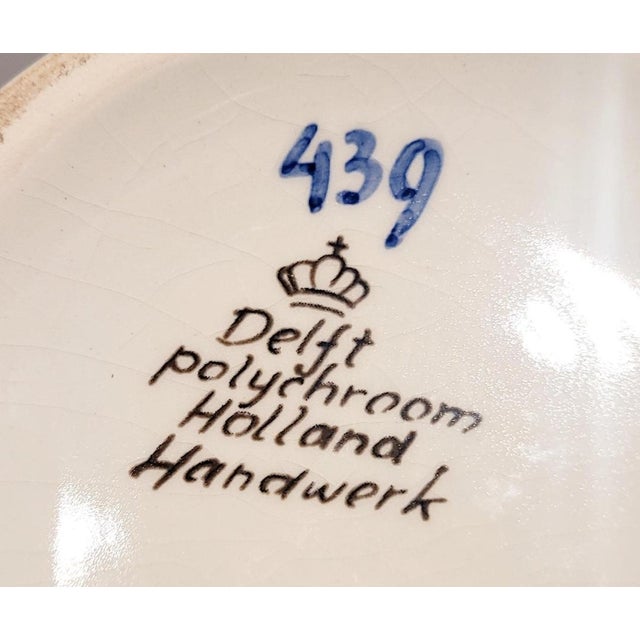 439
Delft
polychroom
Holland
Handwerk